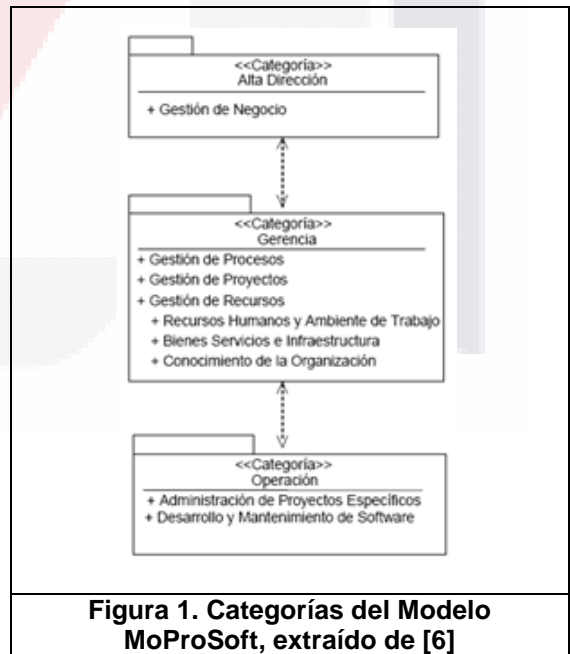 <<Categoría>>
Alta Dirección
+ Gestión de Negocio
<<Categoría>>
Gerencia
+ Gestión de Procesos
+ Gestión de Proyectos
+ Gestión de Recursos
+ Recursos Humanos y Ambiente de Trabajo
+ Bienes Servicios e Infraestructura
+ Conocimiento de la Organización
<<Categoría>>
Operación
+ Administración de Proyectos Específicos
+ Desarrollo y Mantenimiento de Software
Figura 1. Categorías del Modelo
MoProSoft, extraído de [6]